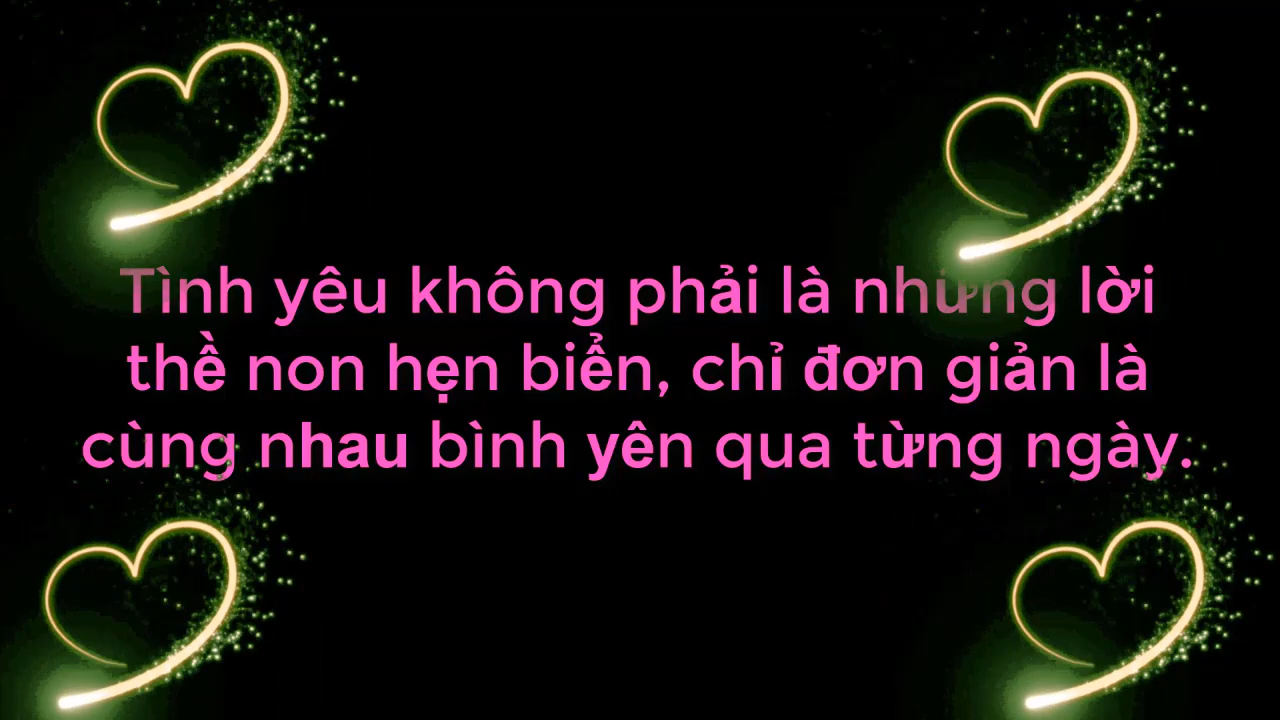 Tình yêu không phải là những lời
thề non hẹn biển, chỉ đơn giản là
cùng nhau bình yên qua từng ngày.